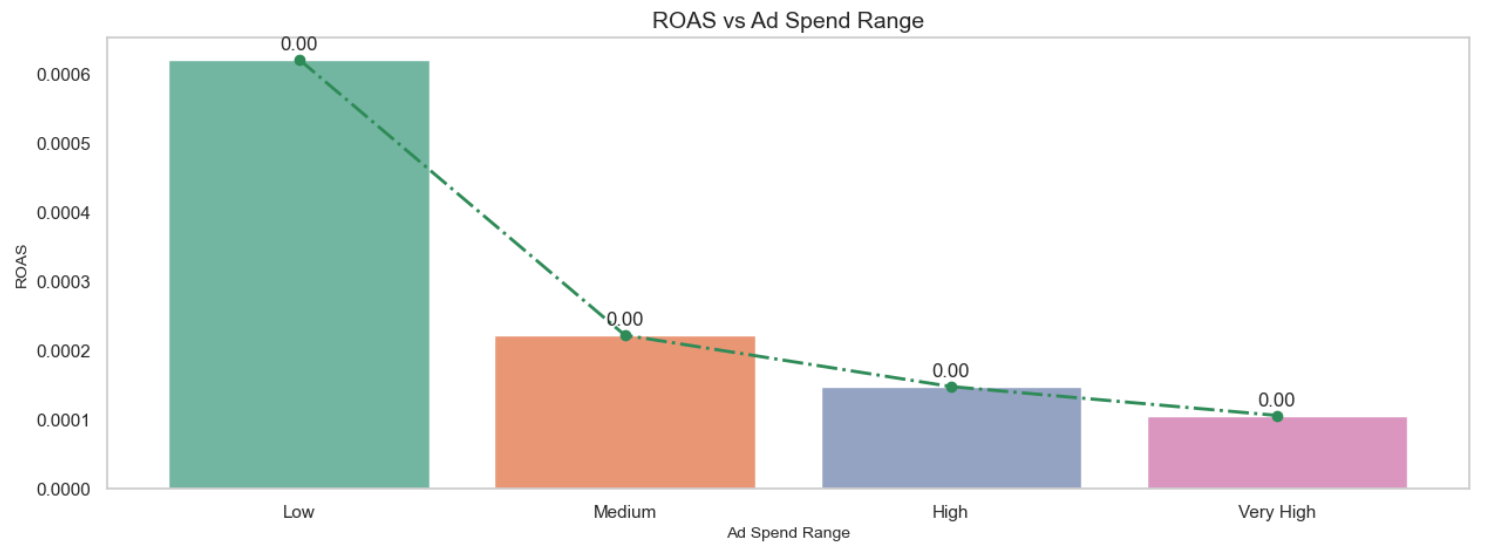 ROAS vs Ad Spend Range
0.00
0.0006
0.0005
0.0004
0.0003
0.00
0.0002
0.00
0.00
0.0001
0.0000
ROAS
Low Medium High Very High
Ad Spend Range